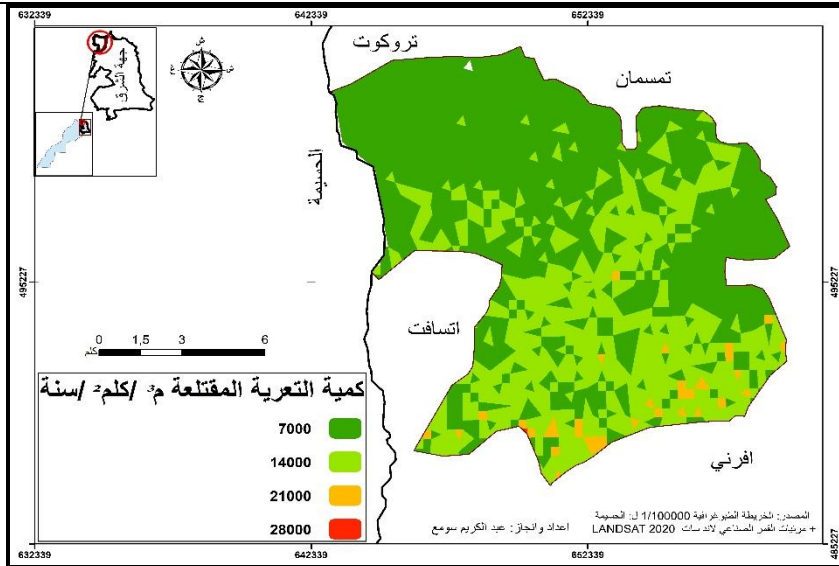 632339 642339 652339
تروكوت
تمسمان
جهة الشرق
ش
ج
الحسيمة
495227 495227
اتسافت
0 1,5 3 6
كلم
كمية التعرية المقتلعة م³ /كلم² /سنة
7000
14000
21000
28000
افرني
المصدر: الخريطة الطبوغرافية 1/100000 ل: الحسيمة
+ مرئيات القمر الصناعي لاند سات LANDSAT 2020
اعداد وانجاز: عبد الكريم سومع
632339 642339 652339
485227 485227